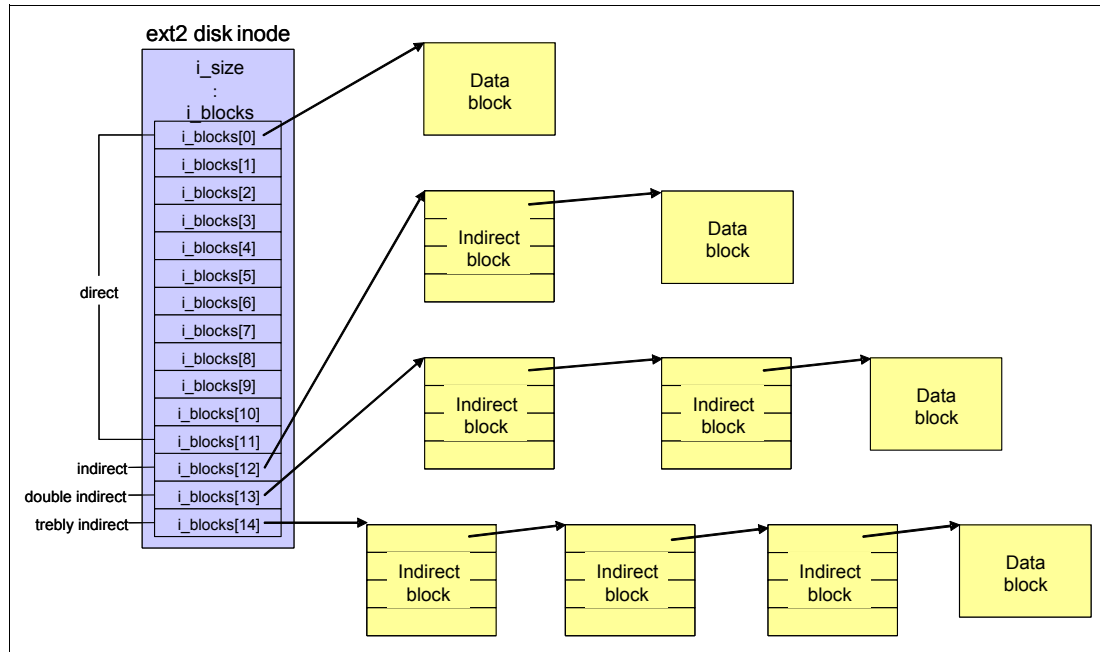 ext2 disk inode
i_size
:
i_blocks
i_blocks[0]
i_blocks[1]
i_blocks[2]
i_blocks[3]
i_blocks[4]
i_blocks[5]
i_blocks[6]
i_blocks[7]
i_blocks[8]
i_blocks[9]
i_blocks[10]
i_blocks[11]
i_blocks[12]
i_blocks[13]
i_blocks[14]
direct
indirect
double indirect
trebly indirect
Data
block
Indirect
block
Data
block
Indirect
block
Indirect
block
Data
block
Indirect
block
Indirect
block
Indirect
block
Data
block